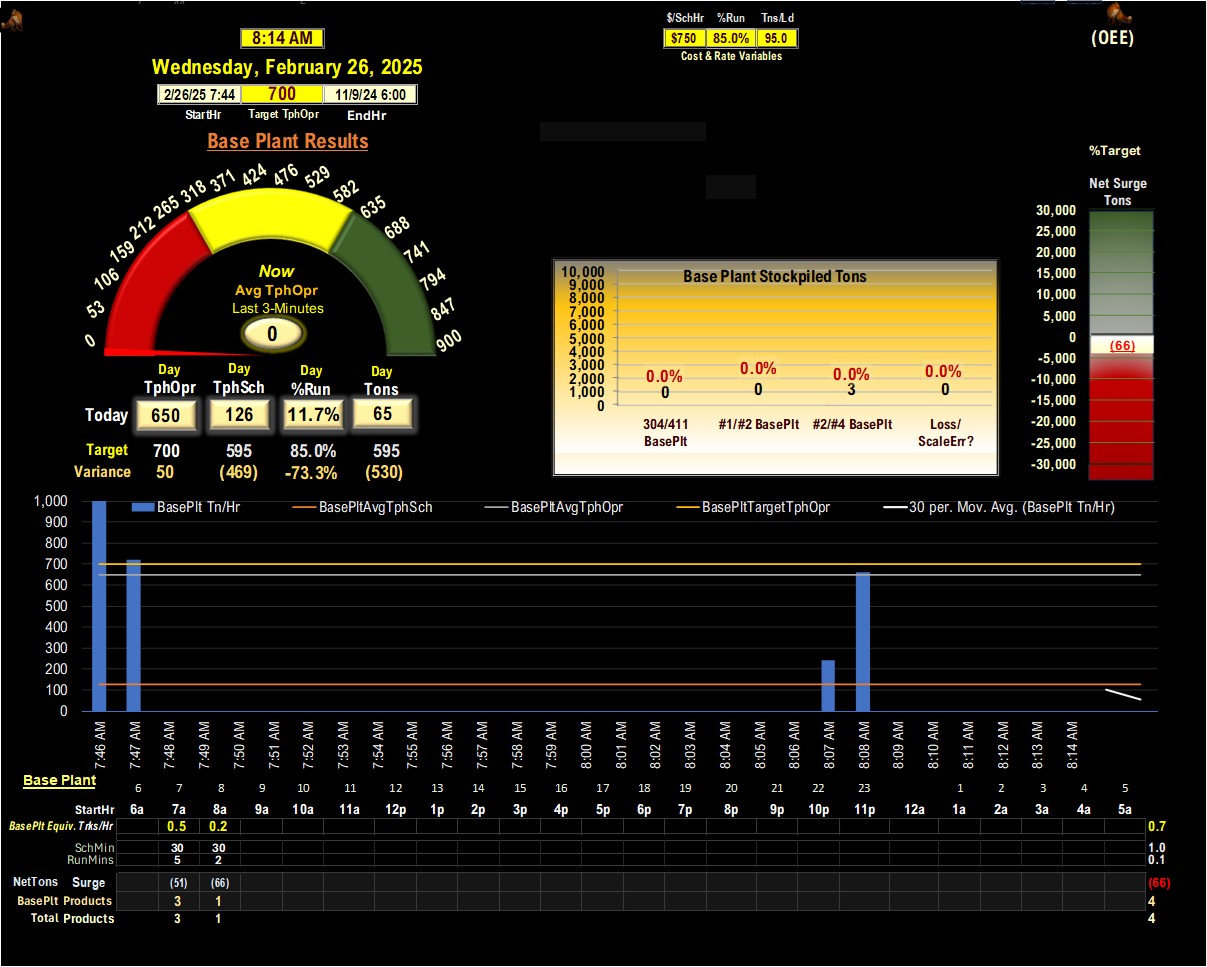 $/SchHr %Run Tns/Ld
$750 85.0% 95.0
Cost & Rate Variables
(OEE)
8:14 AM
Wednesday, February 26, 2025
2/26/25 7:44 700 11/9/24 6:00
StartHr Target TphOpr EndHr
Base Plant Results
0 53 106 159 212 265 318 371 424 476 529 582 635 688 741 794 847 900
Now
Avg TphOpr
Last 3-Minutes
0
Day Day Day Day
TphOpr TphSch %Run Tons
Today 650 126 11.7% 65
Target 700 595 85.0% 595
Variance 50 (469) -73.3% (530)
Base Plant Stockpiled Tons
10,000
9,000
8,000
7,000
6,000
5,000
4,000
3,000
2,000
1,000
0
0.0% 0.0% 0.0% 0.0%
0 0 3 0
304/411 BasePlt
#1/#2 BasePlt
#2/#4 BasePlt
Loss/ ScaleErr?
%Target
Net Surge
Tons
30,000
25,000
20,000
15,000
10,000
5,000
0
(66)
-5,000
-10,000
-15,000
-20,000
-25,000
-30,000
BasePlt Tn/Hr BasePltAvgTphSch BasePltAvgTphOpr BasePltTargetTphOpr 30 per. Mov. Avg. (BasePlt Tn/Hr)
1,000
900
800
700
600
500
400
300
200
100
0
7:46 AM 7:47 AM 7:48 AM 7:49 AM 7:50 AM 7:51 AM 7:52 AM 7:53 AM 7:54 AM 7:55 AM 7:56 AM 7:57 AM 7:58 AM 7:59 AM 8:00 AM 8:01 AM 8:02 AM 8:03 AM 8:04 AM 8:05 AM 8:06 AM 8:07 AM 8:08 AM 8:09 AM 8:10 AM 8:11 AM 8:12 AM 8:13 AM 8:14 AM
Base Plant
6 7 8 9 10 11 12 13 14 15 16 17 18 19 20 21 22 23 1 2 3 4 5
StartHr 6a 7a 8a 9a 10a 11a 12p 1p 2p 3p 4p 5p 6p 7p 8p 9p 10p 11p 12a 1a 2a 3a 4a 5a
BasePlt Equiv. Trks/Hr 0.5 0.2 0.7
SchMin 30 30 1.0
RunMins 5 2 0.1
NetTons Surge (51) (66) (66)
BasePlt Products 3 1 4
Total Products 3 1 4